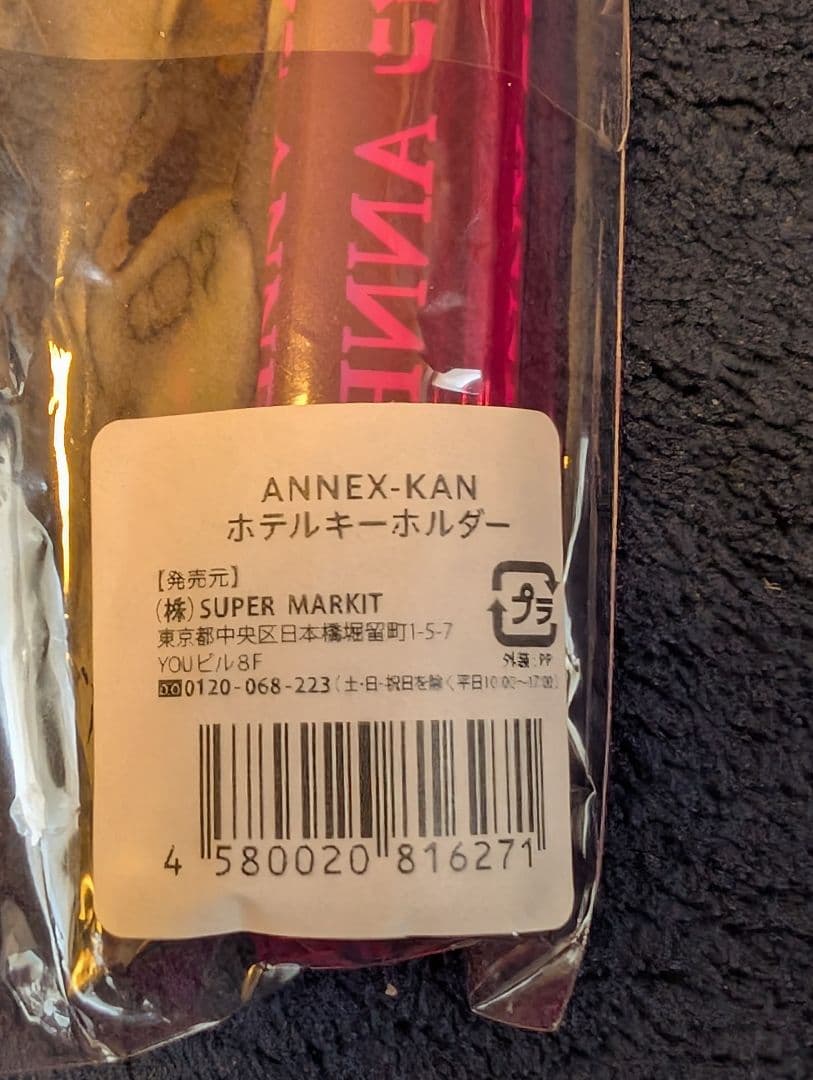 ANNEX-KAN
ホテルキーホルダー
【発売元】
(株)SUPER MARKIT
東京都中央区日本橋堀留町1-5-7
YOUビル8F
0120-068-223(土・日・祝日を除く平日10:00～17:00)
プラ
外装:PP
4 580020 816271